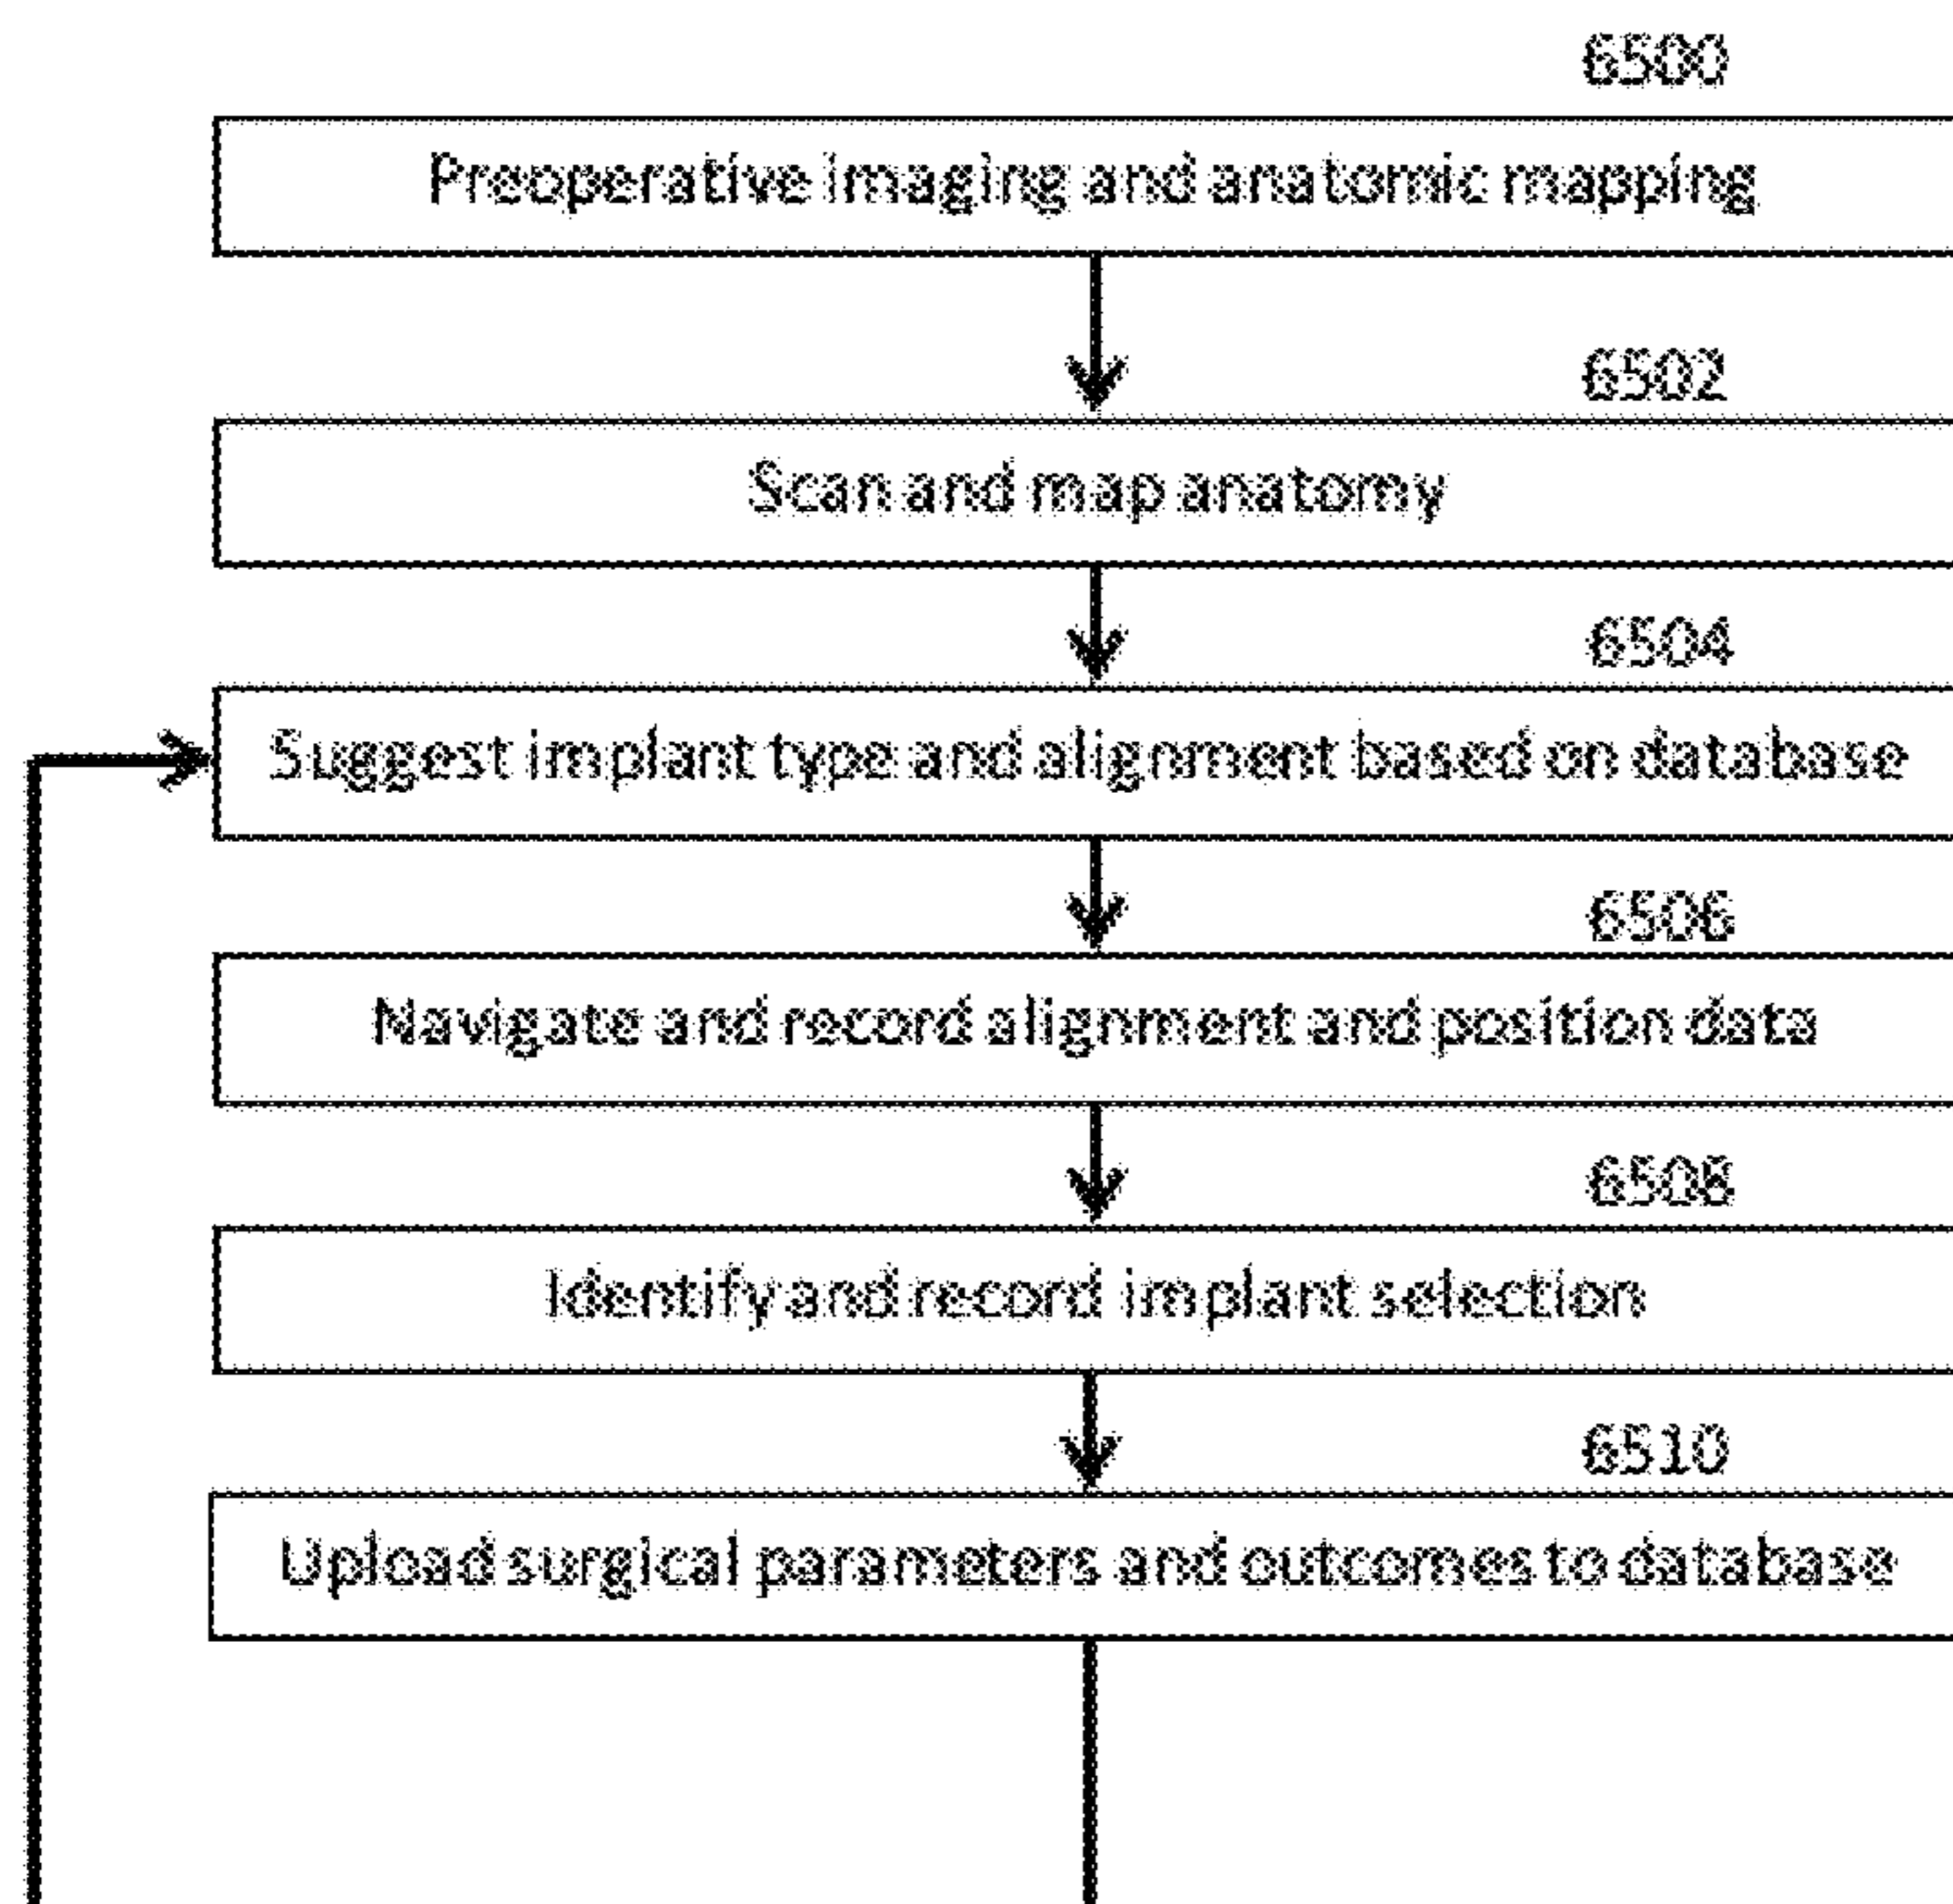 6500
Preoperative imaging and anatomic mapping
6502
Scan and map anatomy
6504
Suggest implant type and alignment based on database
6506
Navigate and record alignment and position data
6508
Identify and record implant selection
6510
Upload surgical parameters and outcomes to database